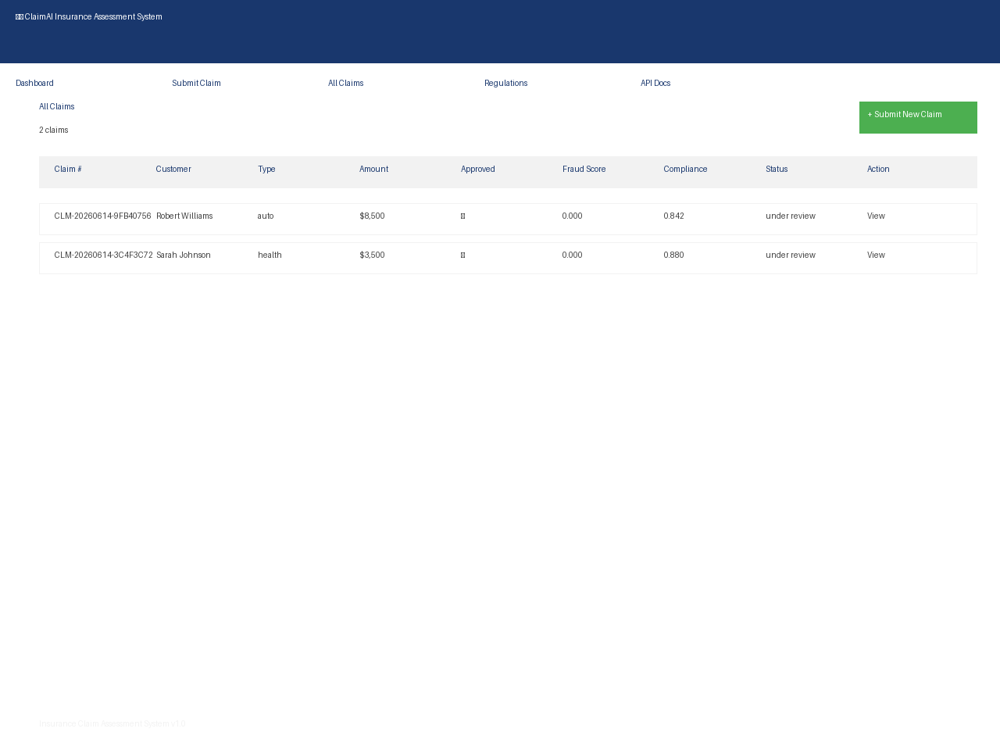 ClaimAI Insurance Assessment System
Dashboard Submit Claim All Claims Regulations API Docs
All Claims
+ Submit New Claim
2 claims
Claim # Customer Type Amount Approved Fraud Score Compliance Status Action
CLM-20260614-9FB40756 Robert Williams auto $8,500 0.000 0.842 under review View
CLM-20260614-3C4F3C72 Sarah Johnson health $3,500 0.000 0.880 under review View
Insurance Claim Assessment System v1.0